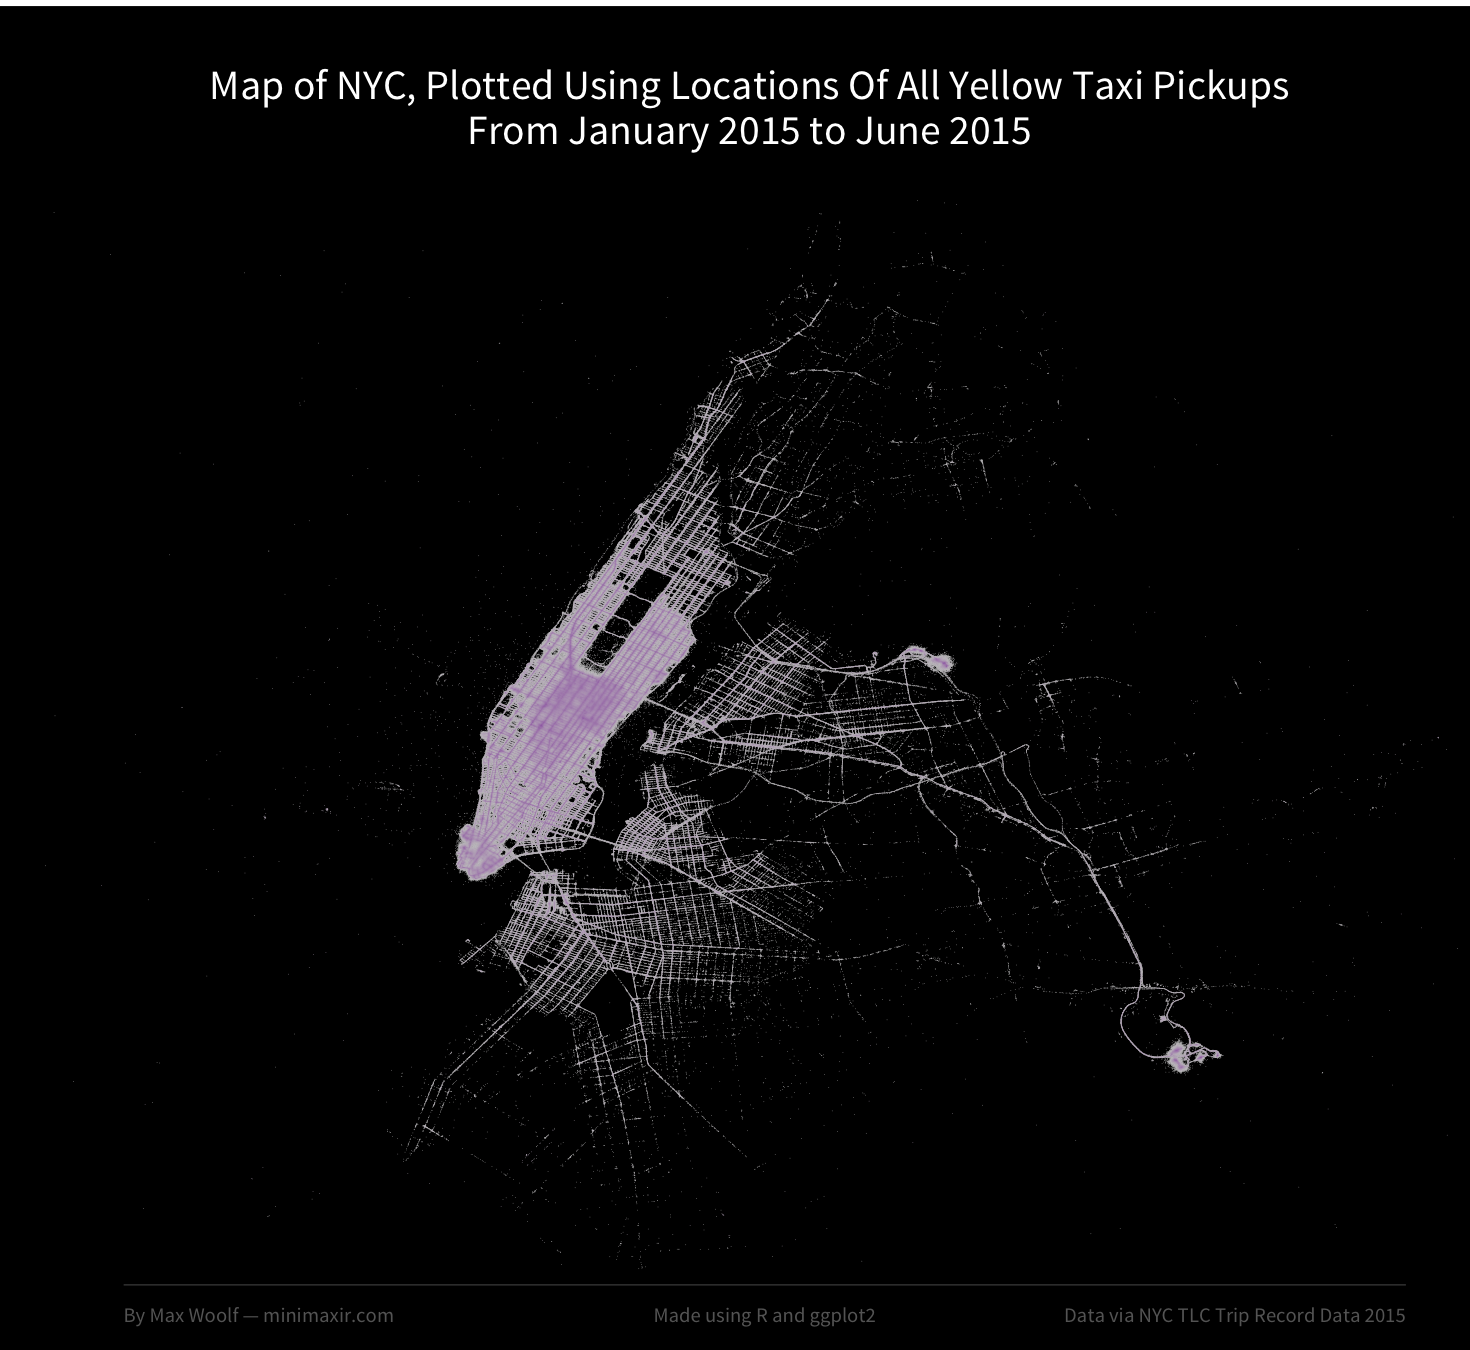 Map of NYC, Plotted Using Locations Of All Yellow Taxi Pickups
From January 2015 to June 2015
By Max Woolf — minimaxir.com
Made using R and ggplot2
Data via NYC TLC Trip Record Data 2015